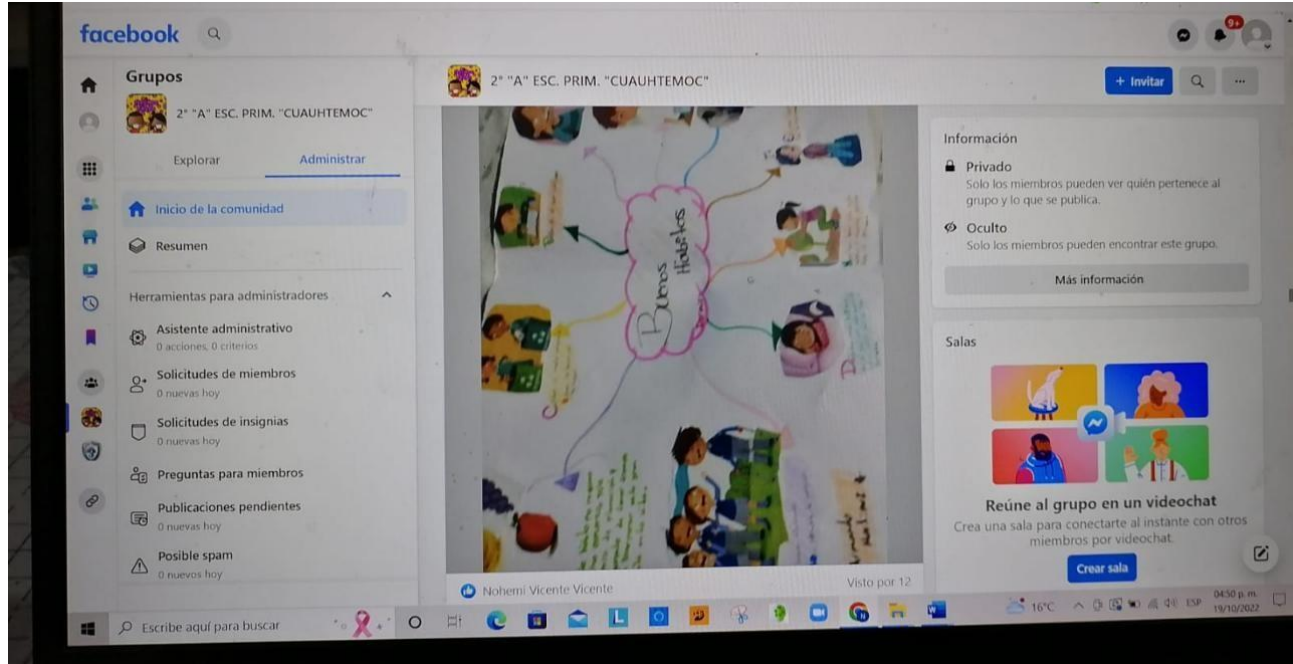 facebook
9+
Grupos
2° "A" ESC. PRIM. "CUAUHTEMOC"
Explorar
Administrar
Inicio de la comunidad
Resumen
Herramientas para administradores
Asistente administrativo
0 acciones, 0 criterios
Solicitudes de miembros
0 nuevas hoy
Solicitudes de insignias
0 nuevas hoy
Preguntas para miembros
Publicaciones pendientes
0 nuevas hoy
Posible spam
0 nuevos hoy
2° "A" ESC. PRIM. "CUAUHTEMOC"
+ Invitar
Buenos
Habitos
Nohemi Vicente Vicente
Visto por 12
Información
Privado
Solo los miembros pueden ver quién pertenece al
grupo y lo que se publica.
Oculto
Solo los miembros pueden encontrar este grupo.
Más información
Salas
Reúne al grupo en un videochat
Crea una sala para conectarte al instante con otros
miembros por videochat.
Crear sala
Escribe aquí para buscar
L
16°C
ESP
04:50 p. m.
19/10/2022